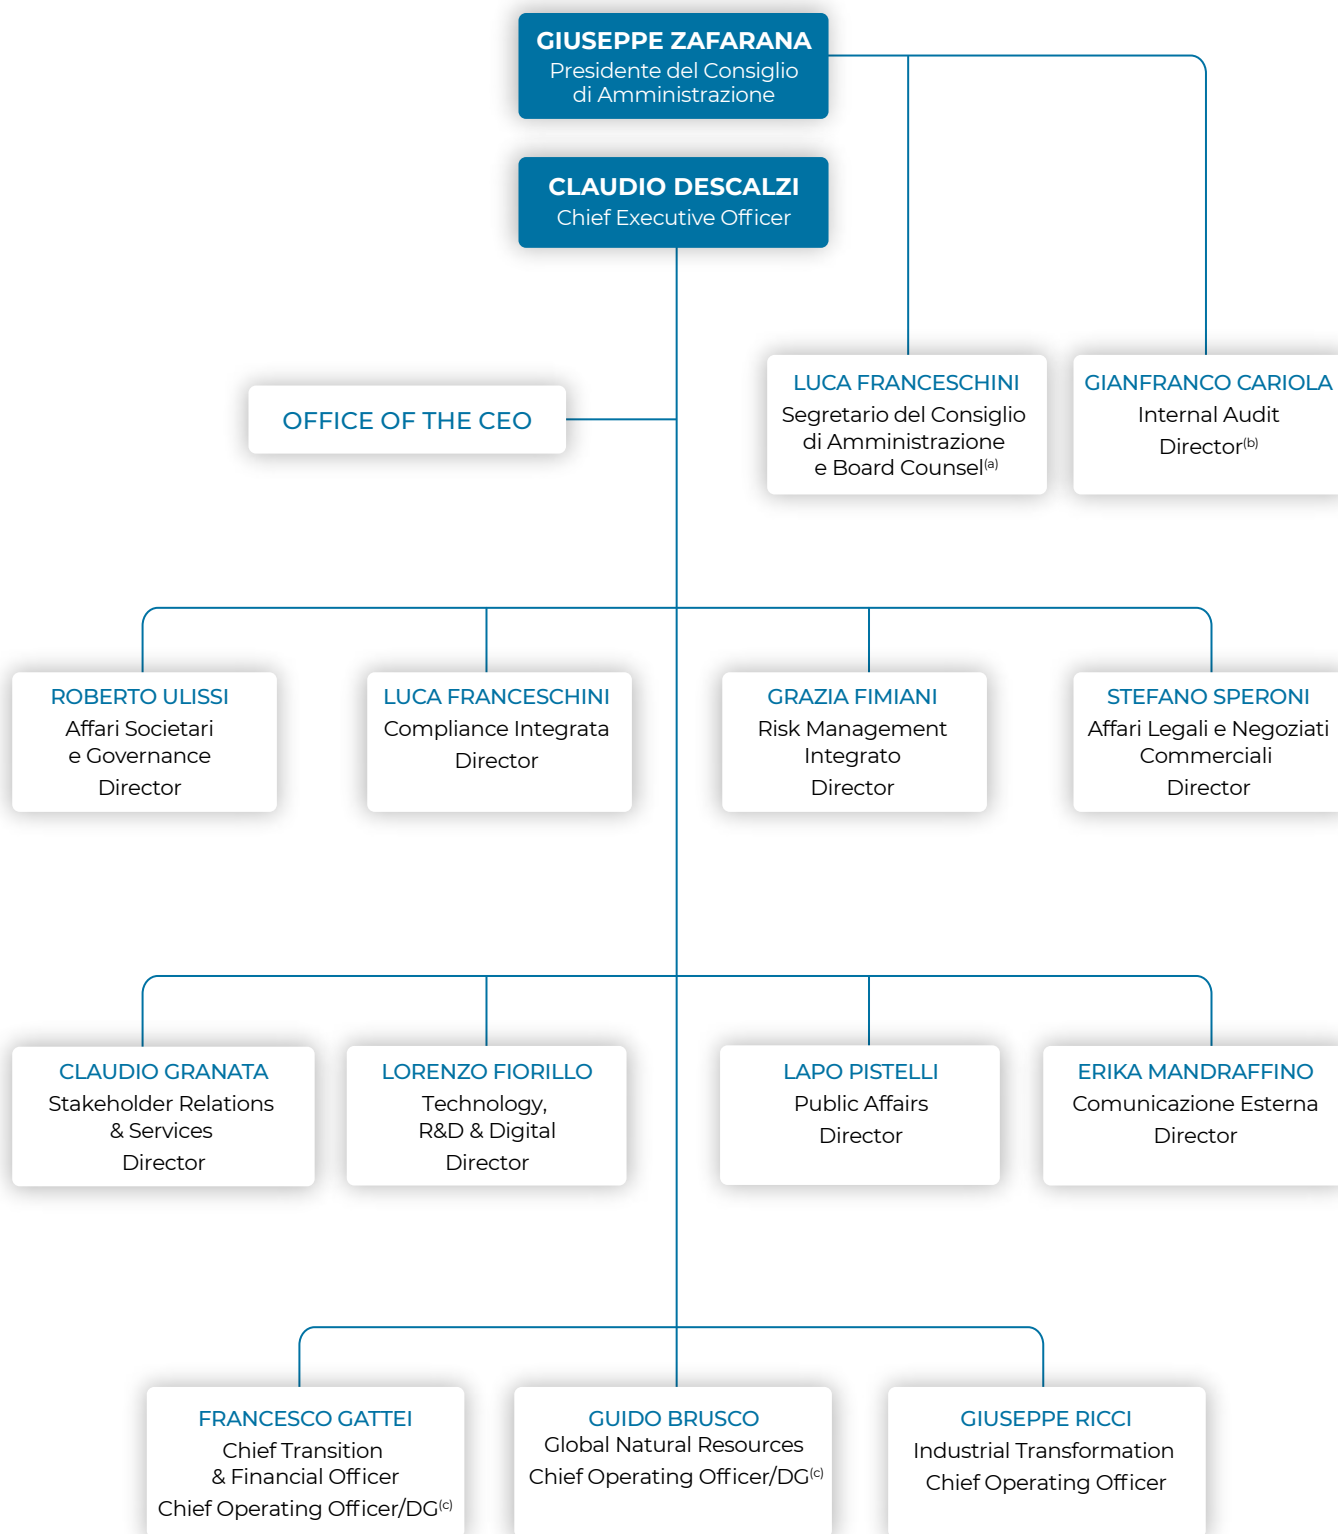 GIUSEPPE ZAFARANA
Presidente del Consiglio
di Amministrazione
CLAUDIO DESCALZI
Chief Executive Officer
OFFICE OF THE CEO
LUCA FRANCESCHINI
Segretario del Consiglio
di Amministrazione
e Board Counsel(a)
GIANFRANCO CARIOLA
Internal Audit
Director(b)
ROBERTO ULISSI
Affari Societari
e Governance
Director
LUCA FRANCESCHINI
Compliance Integrata
Director
GRAZIA FIMIANI
Risk Management
Integrato
Director
STEFANO SPERONI
Affari Legali e Negoziati
Commerciali
Director
CLAUDIO GRANATA
Stakeholder Relations
& Services
Director
LORENZO FIORILLO
Technology,
R&D & Digital
Director
LAPO PISTELLI
Public Affairs
Director
ERIKA MANDRAFFINO
Comunicazione Esterna
Director
FRANCESCO GATTEI
Chief Transition
& Financial Officer
Chief Operating Officer/DG(c)
GUIDO BRUSCO
Global Natural Resources
Chief Operating Officer/DG(c)
GIUSEPPE RICCI
Industrial Transformation
Chief Operating Officer